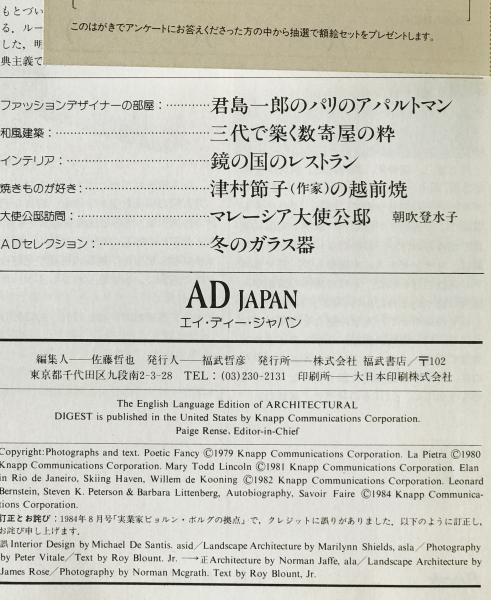 もとづい
る。ルー
した、明
典主義で
このはがきでアンケートにお答えくださった方の中から抽選で額絵セットをプレゼントします。
ファッションデザイナーの部屋：…………君島一郎のパリのアパルトマン
和風建築：…………………………三代で築く数寄屋の粋
インテリア：…………………………鏡の国のレストラン
焼きものが好き：……………………津村節子(作家)の越前焼
大使公邸訪問：………………………マレーシア大使公邸 朝吹登水子
ADセレクション：……………………冬のガラス器
AD JAPAN
エイ・ディー・ジャパン
編集人──佐藤哲也 発行人──福武哲彦 発行所──株式会社 福武書店／〒102
東京都千代田区九段南2-3-28 TEL：(03)230-2131 印刷所──大日本印刷株式会社
The English Language Edition of ARCHITECTURAL
DIGEST is published in the United States by Knapp Communications Corporation.
Paige Rense, Editor-in-Chief
Copyright:Photographs and text. Poetic Fancy ©1979 Knapp Communications Corporation. La Pietra ©1980
Knapp Communications Corporation. Mary Todd Lincoln ©1981 Knapp Communications Corporation. Elan
in Rio de Janeiro, Skiing Haven, Willem de Kooning ©1982 Knapp Communications Corporation. Leonard
Bernstein, Steven K. Peterson & Barbara Littenberg, Autobiography, Savoir Faire ©1984 Knapp Communica-
tions Corporation.
訂正とお詫び：1984年8月号「実業家ビョルン・ボルグの拠点」で、クレジットに誤りがありました。以下のように訂正し、
お詫び申し上げます。
誤Interior Design by Michael De Santis. asid／Landscape Architecture by Marilynn Shields, asla／Photography
by Peter Vitale／Text by Roy Blount. Jr. ─→正Architecture by Norman Jaffe, ala／Landscape Architecture by
James Rose／Photography by Norman Mcgrath. Text by Roy Blount, Jr.